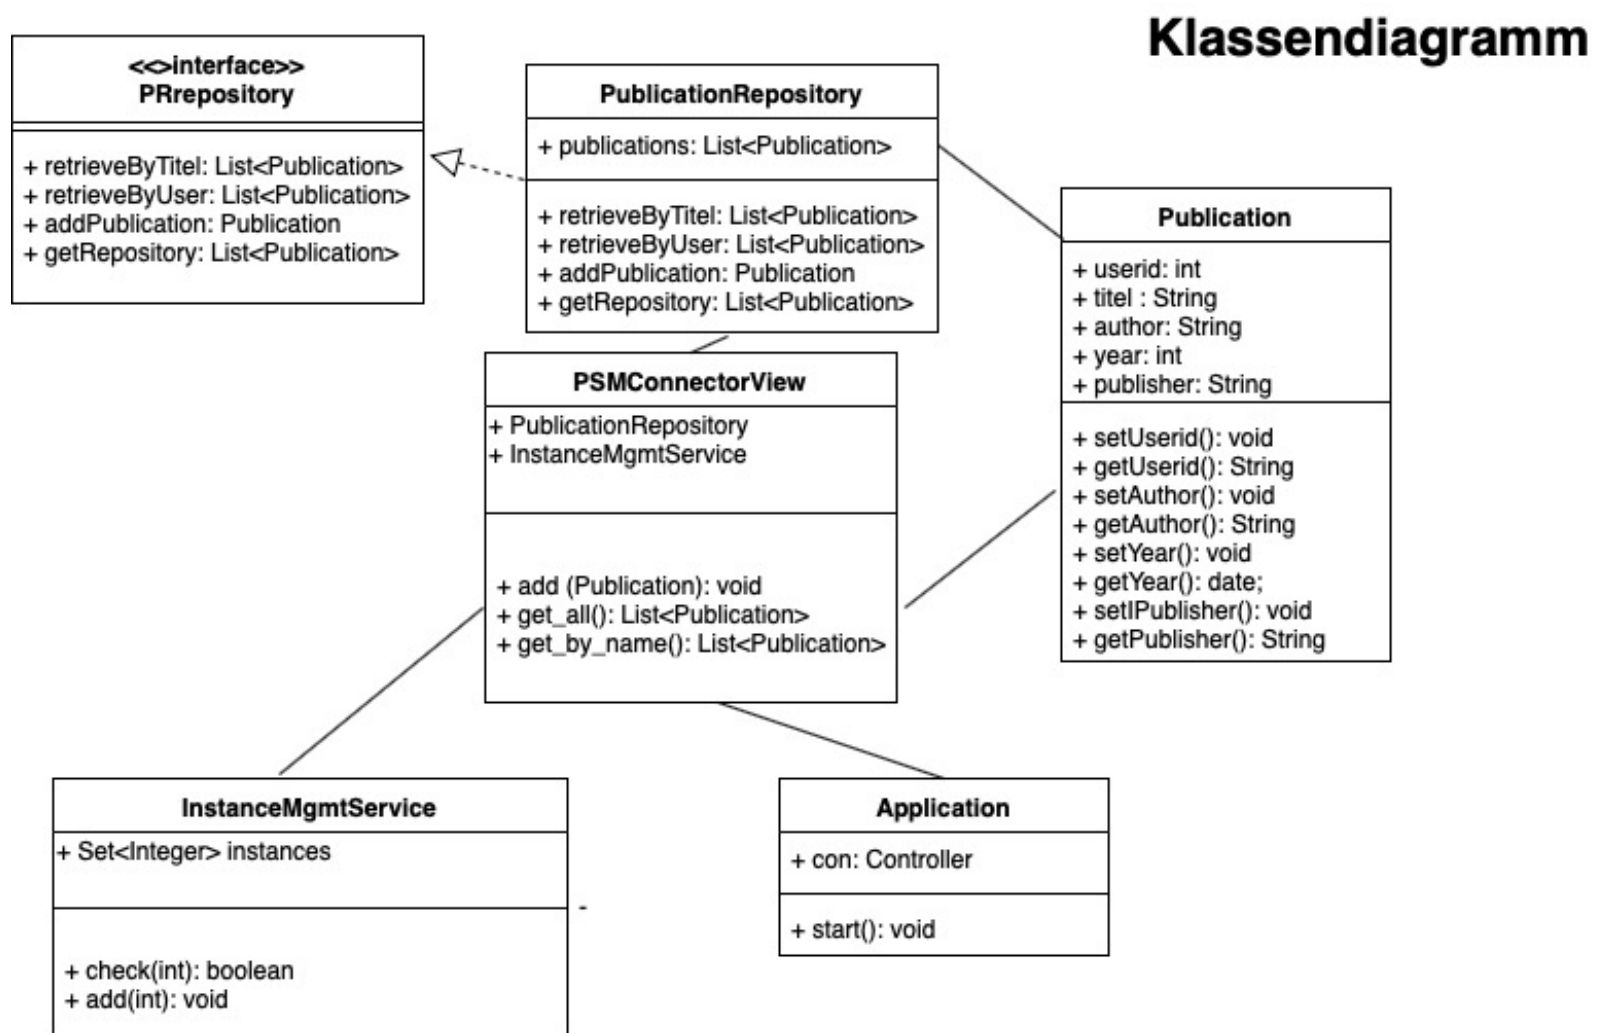 Klassendiagramm
<<>interface>>
PRrepository
+ retrieveByTitel: List<Publication>
+ retrieveByUser: List<Publication>
+ addPublication: Publication
+ getRepository: List<Publication>
PublicationRepository
+ publications: List<Publication>
+ retrieveByTitel: List<Publication>
+ retrieveByUser: List<Publication>
+ addPublication: Publication
+ getRepository: List<Publication>
Publication
+ userid: int
+ titel : String
+ author: String
+ year: int
+ publisher: String
+ setUserid(): void
+ getUserid(): String
+ setAuthor(): void
+ getAuthor(): String
+ setYear(): void
+ getYear(): date;
+ setIPublisher(): void
+ getPublisher(): String
PSMConnectorView
+ PublicationRepository
+ InstanceMgmtService
+ add (Publication): void
+ get_all(): List<Publication>
+ get_by_name(): List<Publication>
InstanceMgmtService
+ Set<Integer> instances
-
+ check(int): boolean
+ add(int): void
Application
+ con: Controller
+ start(): void